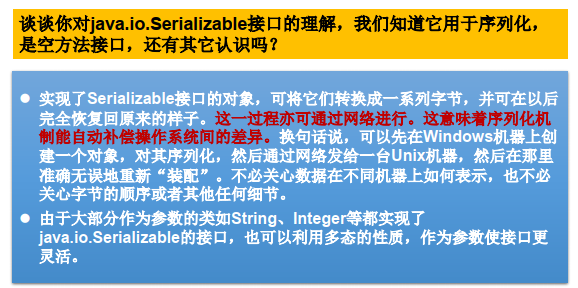 谈谈你对java.io.Serializable接口的理解，我们知道它用于序列化，
是空方法接口，还有其它认识吗？
实现了Serializable接口的对象，可将它们转换成一系列字节，并可在以后
完全恢复回原来的样子。这一过程亦可通过网络进行。这意味着序列化机
制能自动补偿操作系统间的差异。换句话说，可以先在Windows机器上创
建一个对象，对其序列化，然后通过网络发给一台Unix机器，然后在那里
准确无误地重新“装配”。不必关心数据在不同机器上如何表示，也不必
关心字节的顺序或者其他任何细节。
由于大部分作为参数的类如String、Integer等都实现了
java.io.Serializable的接口，也可以利用多态的性质，作为参数使接口更
灵活。